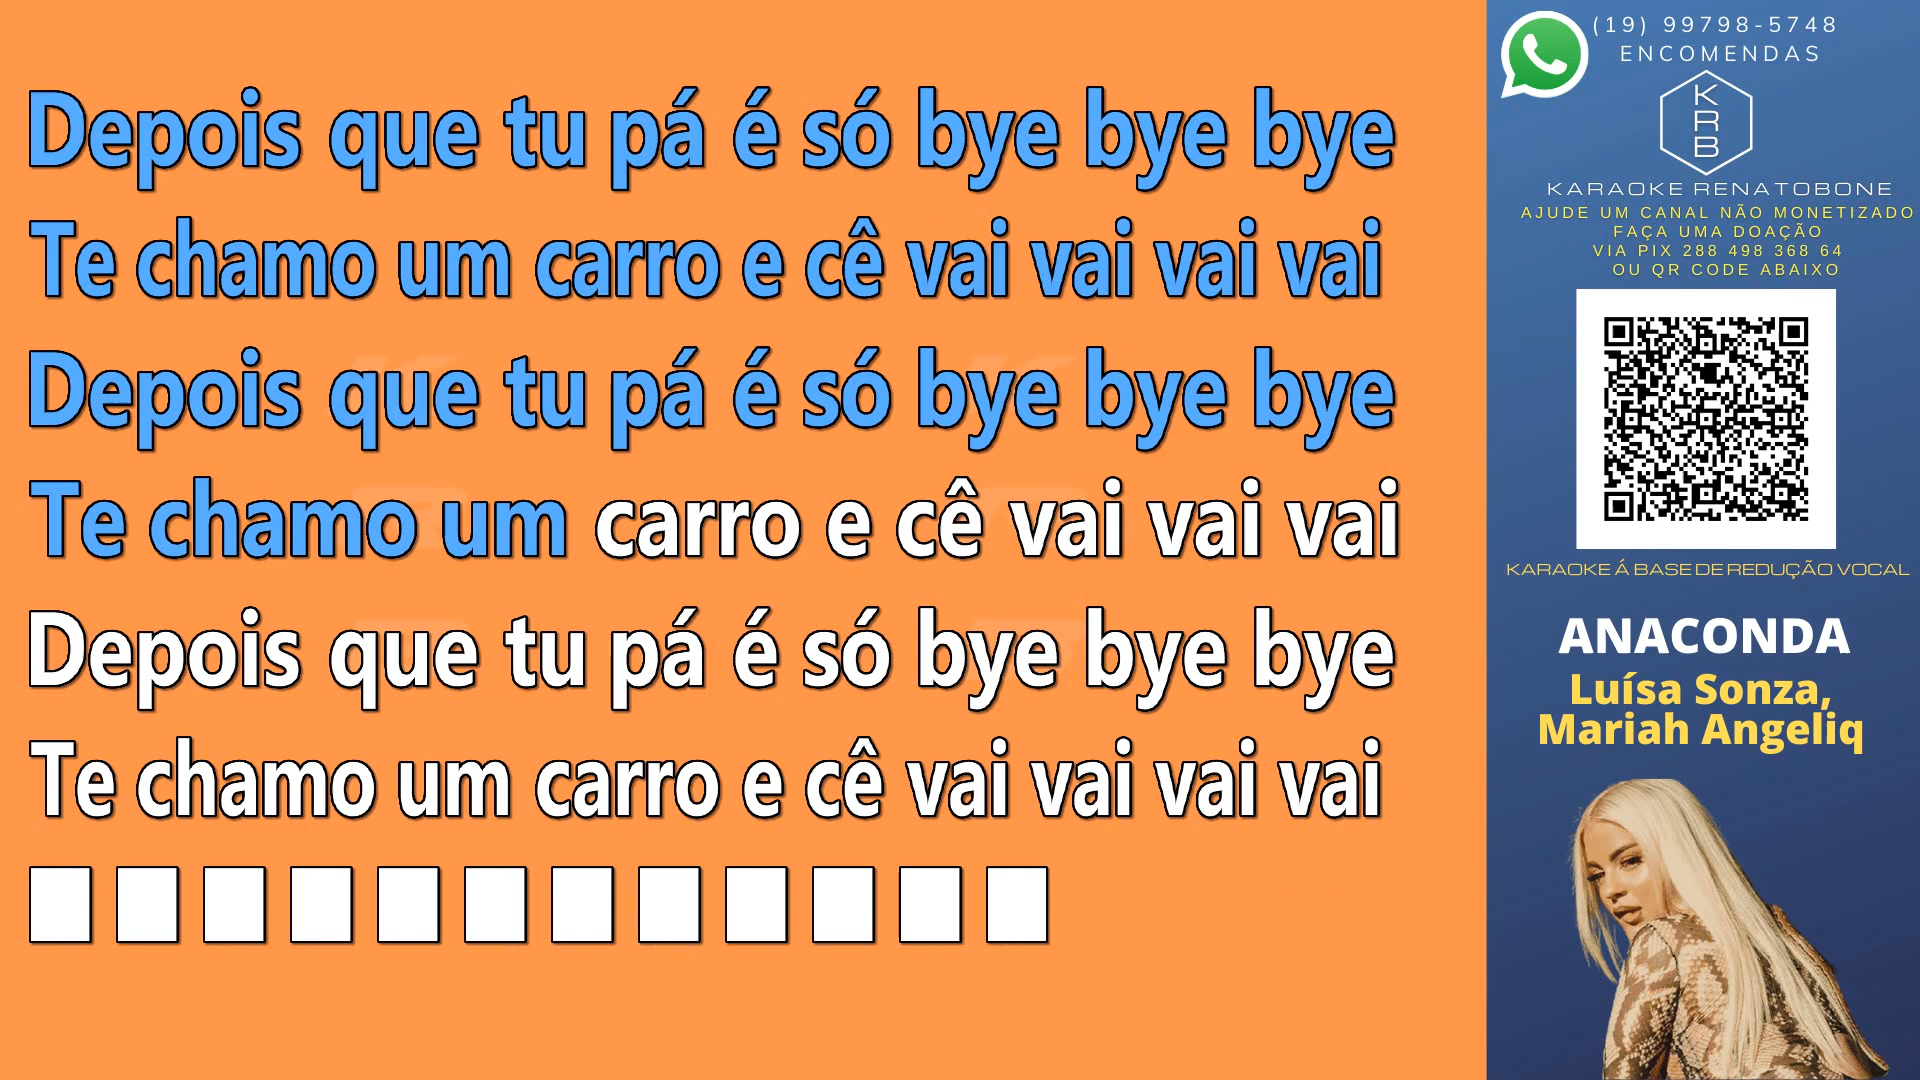 Depois que tu pá é só bye bye bye
Te chamo um carro e cê vai vai vai vai
Depois que tu pá é só bye bye bye
Te chamo um carro e cê vai vai vai
Depois que tu pá é só bye bye bye
Te chamo um carro e cê vai vai vai vai
(19) 99798-5748
ENCOMENDAS
K
R
B
KARAOKE RENATOBONE
AJUDE UM CANAL NÃO MONETIZADO
FAÇA UMA DOAÇÃO
VIA PIX 288 498 368 64
OU QR CODE ABAIXO
KARAOKE Á BASE DE REDUÇÃO VOCAL
ANACONDA
Luísa Sonza,
Mariah Angeliq